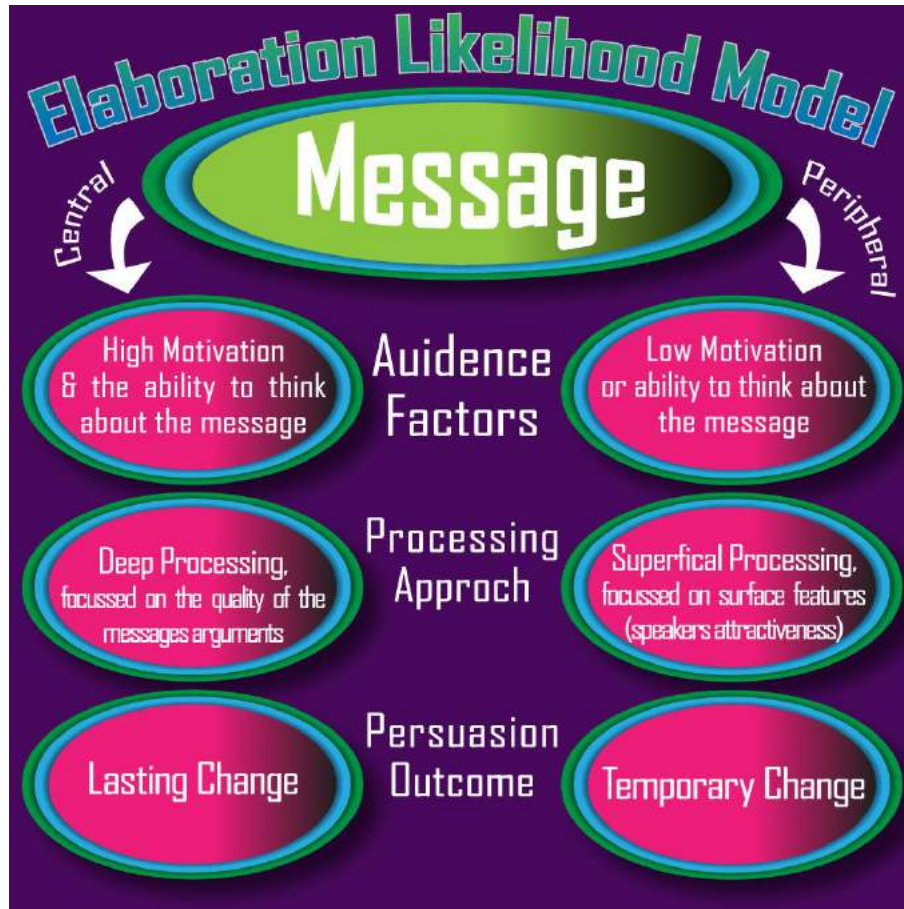 Elaboration Likelihood Model
Message
Central
Peripheral
High Motivation
& the ability to think
about the message
Auidence
Factors
Low Motivation
or ability to think about
the message
Deep Processing,
focussed on the quality of the
messages arguments
Processing
Approch
Superfical Processing,
focussed on surface features
(speakers attractiveness)
Lasting Change
Persuasion
Outcome
Temporary Change